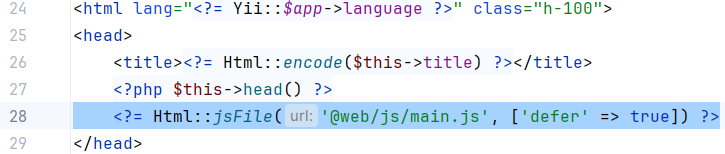 24 <html lang="<?= Yii::$app->language ?>" class="h-100">
25 <head>
26 <title><?= Html::encode($this->title) ?></title>
27 <?php $this->head() ?>
28 <?= Html::jsFile( url: '@web/js/main.js', ['defer' => true]) ?>
29 </head>